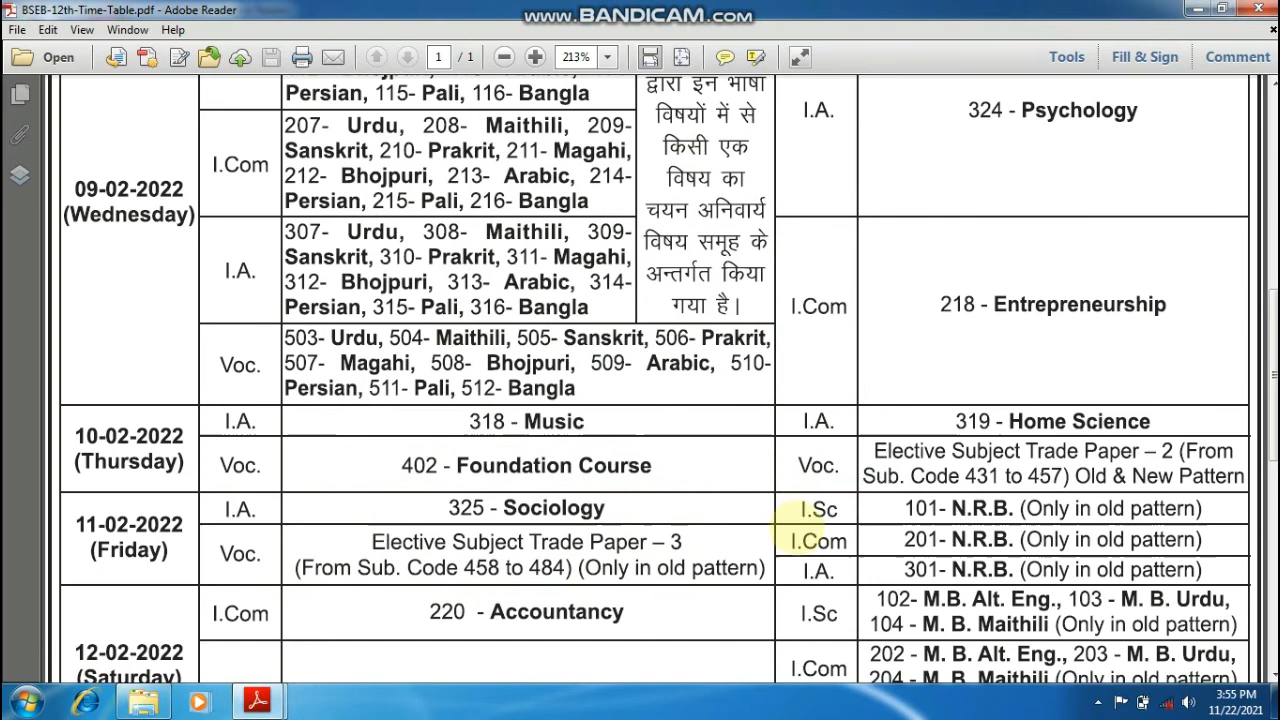 BSEB-12th-Time-Table.pdf - Adobe Reader
www.BANDICAM.com
File Edit View Window Help
Open
1 / 1
213%
Tools Fill & Sign Comment
Persian, 115- Pali, 116- Bangla
द्वारा इन भाषा
विषयों में से
किसी एक
विषय का
चयन अनिवार्य
विषय समूह के
अन्तर्गत किया
गया है।
I.A.
324 - Psychology
09-02-2022
(Wednesday)
I.Com
207- Urdu, 208- Maithili, 209-
Sanskrit, 210- Prakrit, 211- Magahi,
212- Bhojpuri, 213- Arabic, 214-
Persian, 215- Pali, 216- Bangla
I.A.
307- Urdu, 308- Maithili, 309-
Sanskrit, 310- Prakrit, 311- Magahi,
312- Bhojpuri, 313- Arabic, 314-
Persian, 315- Pali, 316- Bangla
I.Com
218 - Entrepreneurship
Voc.
503- Urdu, 504- Maithili, 505- Sanskrit, 506- Prakrit,
507- Magahi, 508- Bhojpuri, 509- Arabic, 510-
Persian, 511- Pali, 512- Bangla
10-02-2022
(Thursday)
I.A.
318 - Music
I.A.
319 - Home Science
Voc.
402 - Foundation Course
Voc.
Elective Subject Trade Paper – 2 (From
Sub. Code 431 to 457) Old & New Pattern
11-02-2022
(Friday)
I.A.
325 - Sociology
I.Sc
101- N.R.B. (Only in old pattern)
Voc.
Elective Subject Trade Paper – 3
(From Sub. Code 458 to 484) (Only in old pattern)
I.Com
201- N.R.B. (Only in old pattern)
I.A.
301- N.R.B. (Only in old pattern)
12-02-2022
(Saturday)
I.Com
220 - Accountancy
I.Sc
102- M.B. Alt. Eng., 103 - M. B. Urdu,
104 - M. B. Maithili (Only in old pattern)
I.Com
202 - M. B. Alt. Eng., 203 - M. B. Urdu,
204 - M. B. Maithili (Only in old pattern)
3:55 PM
11/22/2021